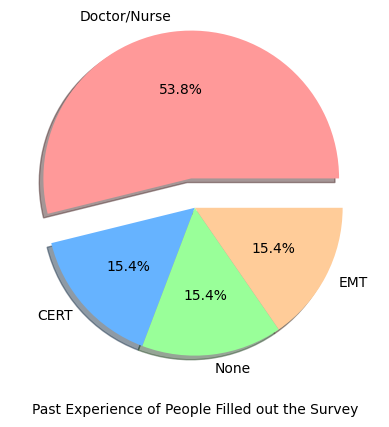 Doctor/Nurse
53.8%
15.4%
15.4%
15.4%
CERT
EMT
None
Past Experience of People Filled out the Survey